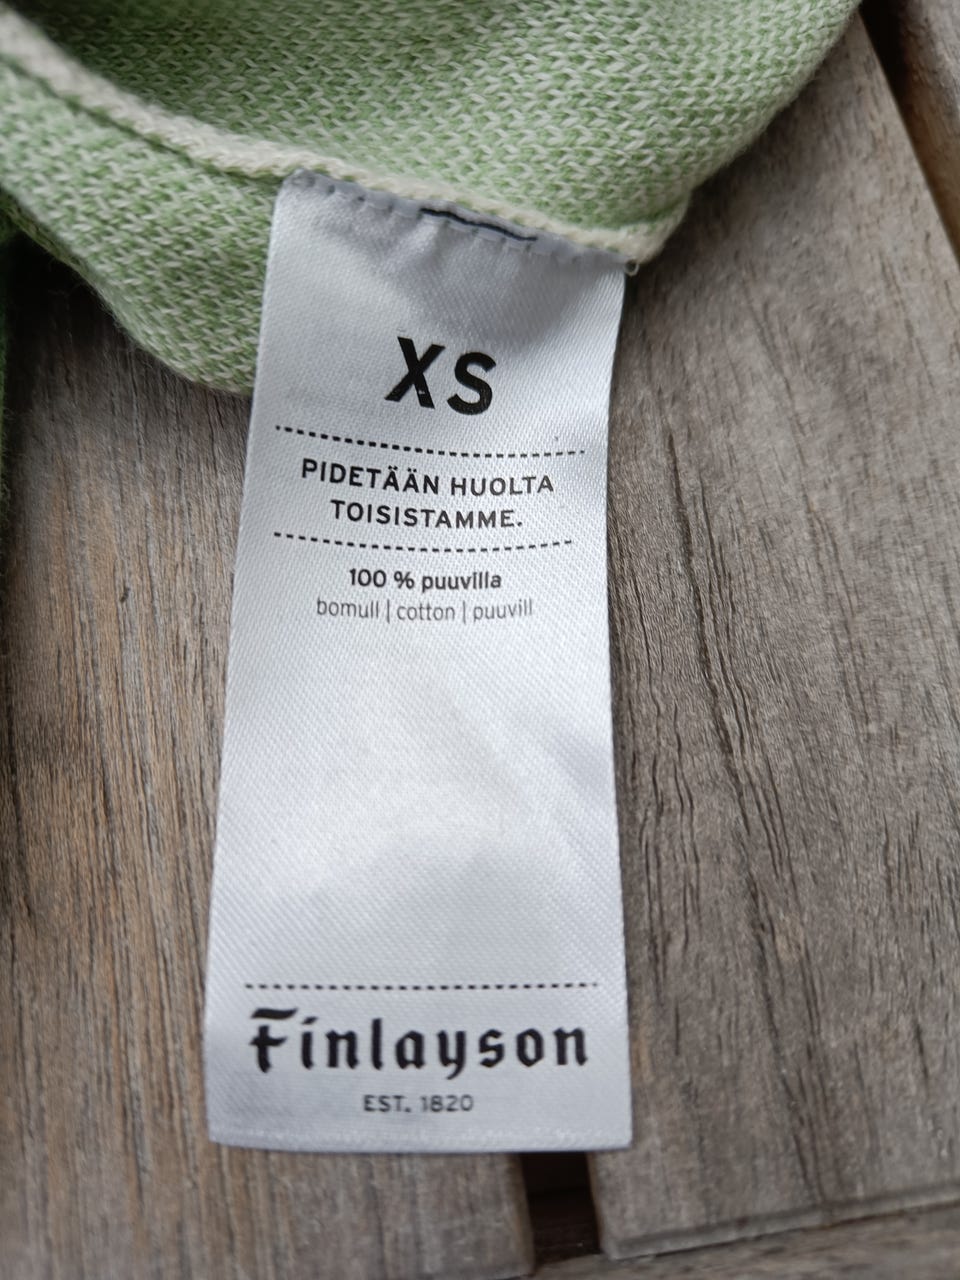 XS
PIDETÄÄN HUOLTA
TOISISTAMME.
100 % puuvilla
bomull | cotton | puuvill
Finlayson
EST. 1820